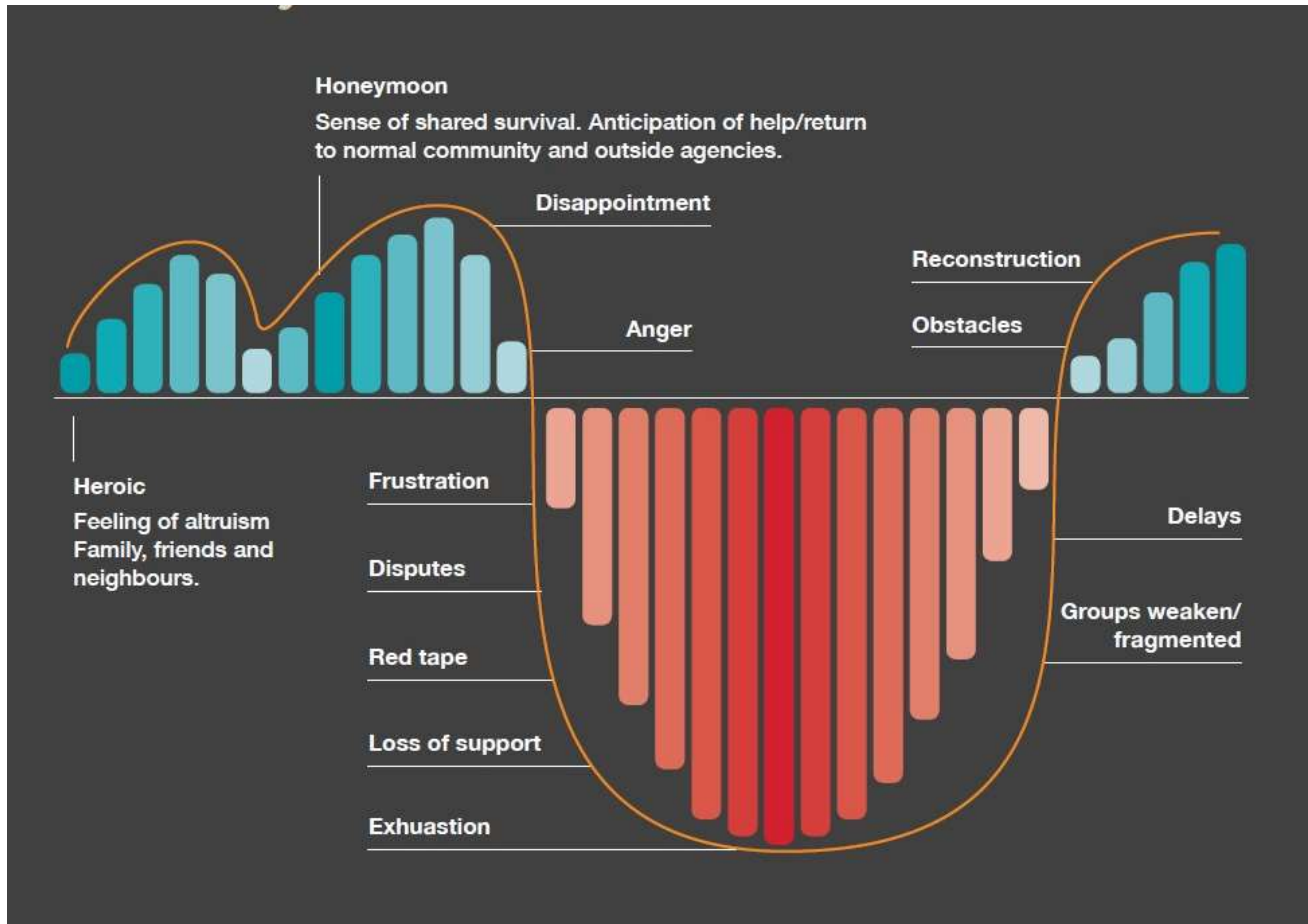 Honeymoon
Sense of shared survival. Anticipation of help/return
to normal community and outside agencies.
Disappointment
Anger
Reconstruction
Obstacles
Heroic
Feeling of altruism
Family, friends and
neighbours.
Frustration
Disputes
Red tape
Loss of support
Exhuastion
Delays
Groups weaken/
fragmented